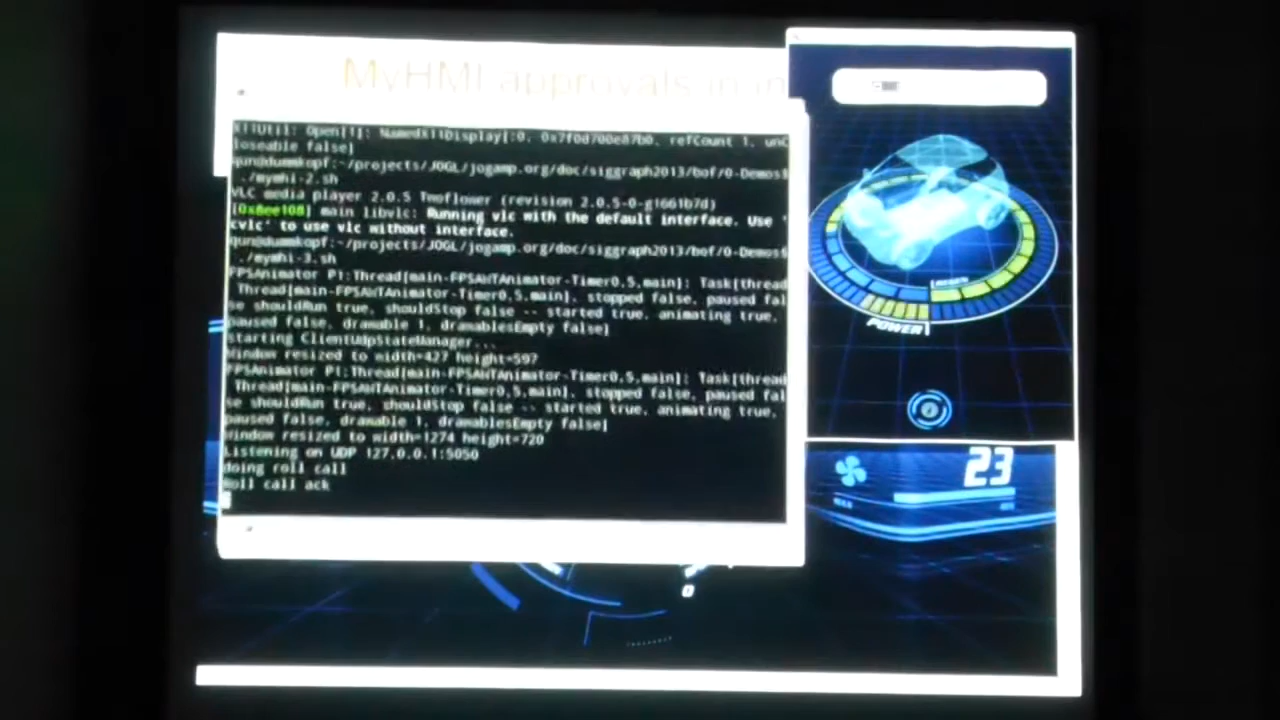 MyHMI approvals in in
X11Util: Open[1]: NamedX11Display[:0, 0x7f0d700e87b0, refCount 1, unC
loseable false]
qun@dummkopf:~/projects/JOGL/jogamp.org/doc/siggraph2013/bof/0-Demos$
./mymhi-2.sh
VLC media player 2.0.5 Twoflower (revision 2.0.5-0-g1661b7d)
[0x8ee108] main libvlc: Running vlc with the default interface. Use '
cvlc' to use vlc without interface.
qun@dummkopf:~/projects/JOGL/jogamp.org/doc/siggraph2013/bof/0-Demos$
./mymhi-3.sh
FPSAnimator P1:Thread[main-FPSAWTAnimator-Timer0,5,main]: Task[thread
Thread[main-FPSAWTAnimator-Timer0,5,main], stopped false, paused fal
se shouldRun true, shouldStop false -- started true, animating true,
paused false, drawable 1, drawablesEmpty false]
Starting ClientUdpStateManager...
Window resized to width=427 height=597
FPSAnimator P1:Thread[main-FPSAWTAnimator-Timer0,5,main]: Task[thread
Thread[main-FPSAWTAnimator-Timer0,5,main], stopped false, paused fal
se shouldRun true, shouldStop false -- started true, animating true,
paused false, drawable 1, drawablesEmpty false]
Window resized to width=1274 height=720
Listening on UDP 127.0.0.1:5050
doing roll call
Roll call ack
POWER
23
0